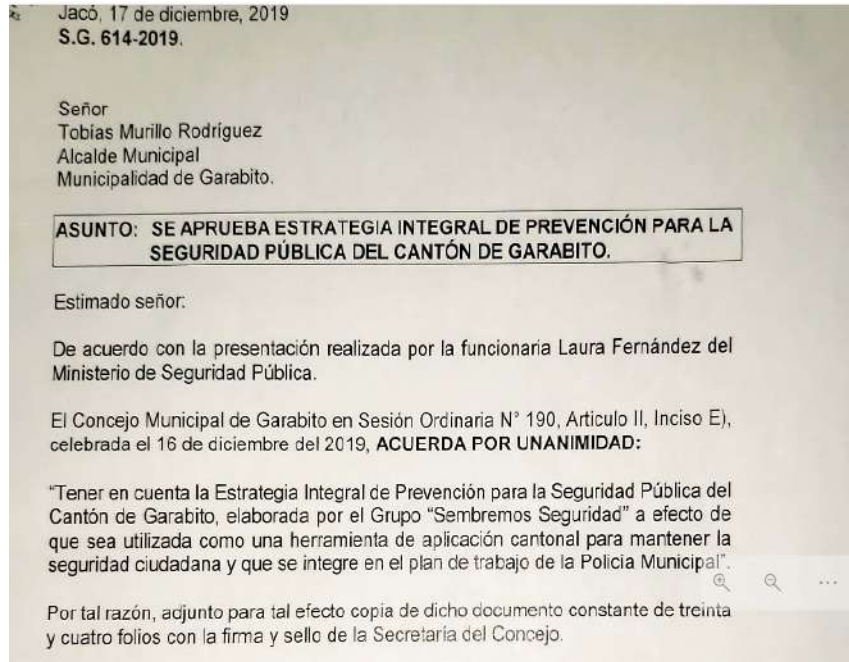 Jacó, 17 de diciembre, 2019
S.G. 614-2019.
Señor
Tobías Murillo Rodríguez
Alcalde Municipal
Municipalidad de Garabito.
ASUNTO: SE APRUEBA ESTRATEGIA INTEGRAL DE PREVENCIÓN PARA LA
SEGURIDAD PÚBLICA DEL CANTÓN DE GARABITO.
Estimado señor:
De acuerdo con la presentación realizada por la funcionaria Laura Fernández del
Ministerio de Seguridad Pública.
El Concejo Municipal de Garabito en Sesión Ordinaria N° 190, Articulo II, Inciso E),
celebrada el 16 de diciembre del 2019, ACUERDA POR UNANIMIDAD:
“Tener en cuenta la Estrategia Integral de Prevención para la Seguridad Pública del
Cantón de Garabito, elaborada por el Grupo “Sembremos Seguridad” a efecto de
que sea utilizada como una herramienta de aplicación cantonal para mantener la
seguridad ciudadana y que se integre en el plan de trabajo de la Policia Municipal”.
Por tal razón, adjunto para tal efecto copia de dicho documento constante de treinta
y cuatro folios con la firma y sello de la Secretaría del Concejo.